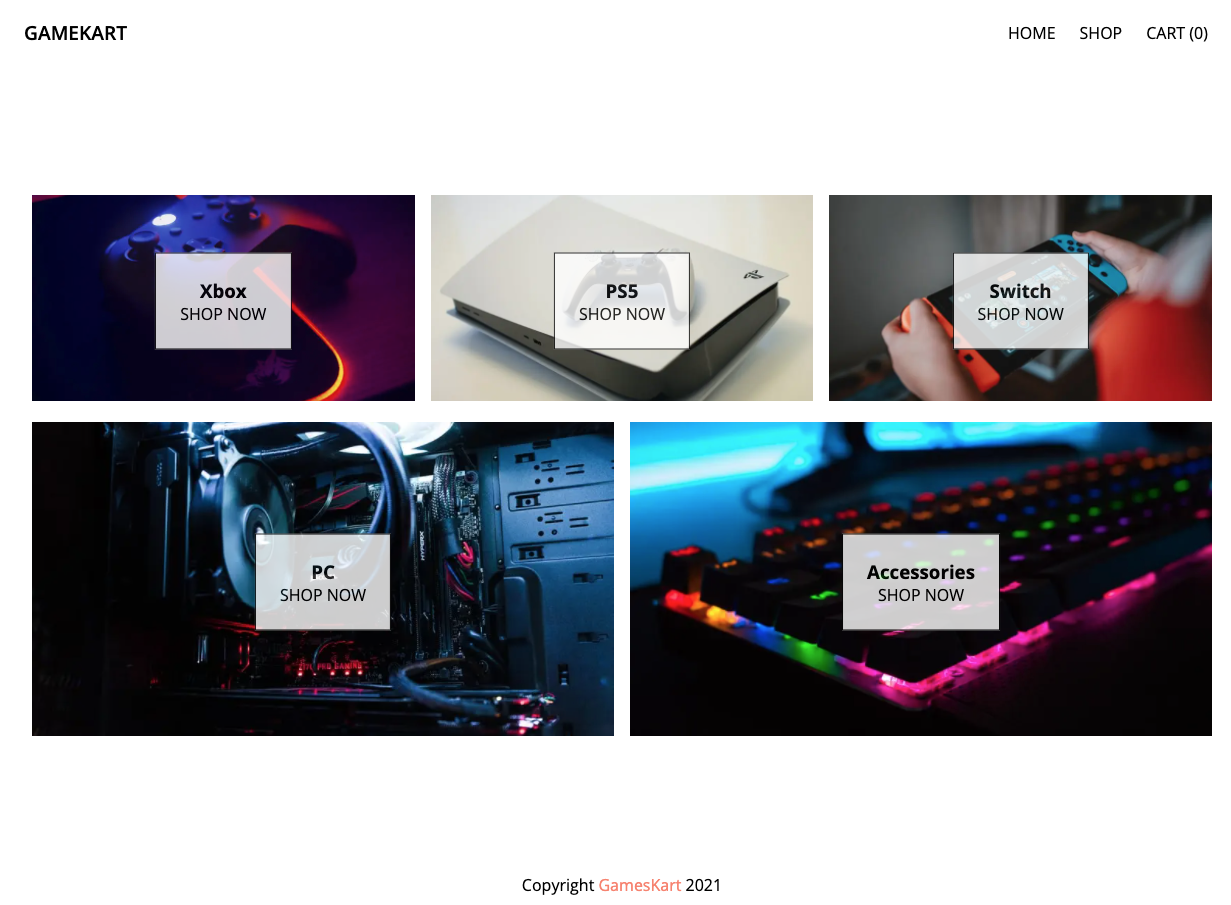 GAMEKART
HOME SHOP CART (0)
Xbox
SHOP NOW
PS5
SHOP NOW
Switch
SHOP NOW
HYPERX
PC
SHOP NOW
Accessories
SHOP NOW
Copyright GamesKart 2021